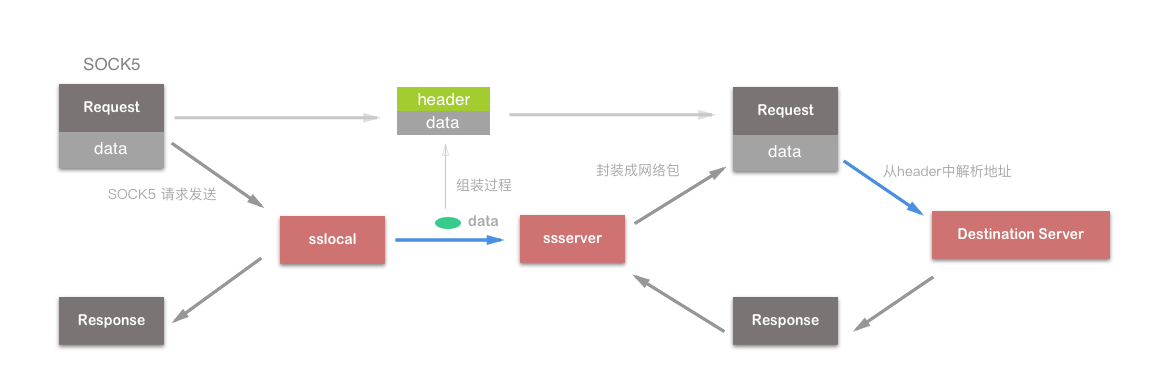 SOCK5
Request
data
header
data
Request
data
SOCK5 请求发送
组装过程
封装成网络包
从header中解析地址
data
sslocal
ssserver
Destination Server
Response
Response